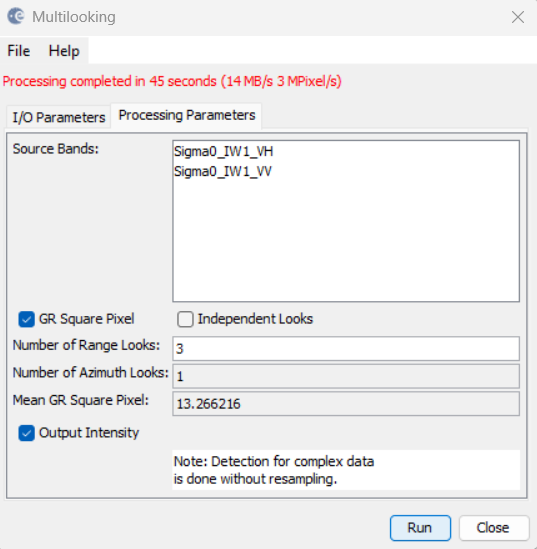 Multilooking
File Help
Processing completed in 45 seconds (14 MB/s 3 MPixel/s)
I/O Parameters Processing Parameters
Source Bands:
Sigma0_IW1_VH
Sigma0_IW1_VV
GR Square Pixel Independent Looks
Number of Range Looks: 3
Number of Azimuth Looks: 1
Mean GR Square Pixel: 13.266216
Output Intensity
Note: Detection for complex data
is done without resampling.
Run Close